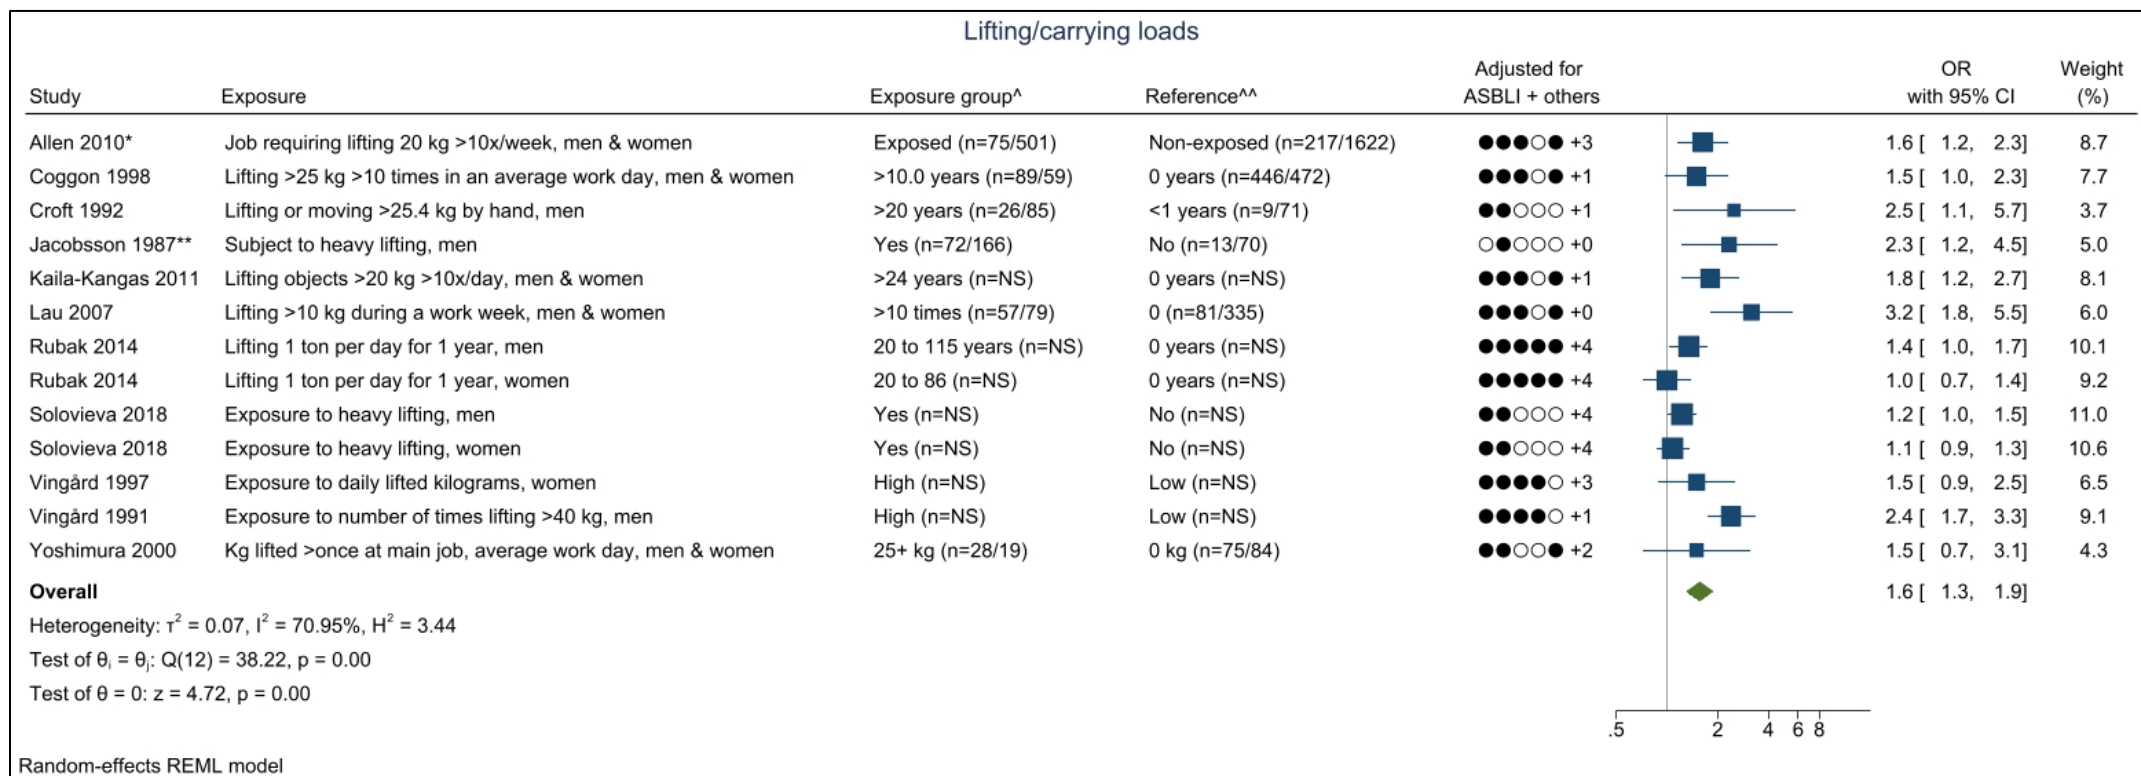 Lifting/carrying loads
Adjusted for OR Weight
Study Exposure Exposure group^ Reference^^ ASBLI + others with 95% CI (%)
Allen 2010* Job requiring lifting 20 kg >10x/week, men & women Exposed (n=75/501) Non-exposed (n=217/1622) ●●●○● +3 1.6 [ 1.2, 2.3] 8.7
Coggon 1998 Lifting >25 kg >10 times in an average work day, men & women >10.0 years (n=89/59) 0 years (n=446/472) ●●●○● +1 1.5 [ 1.0, 2.3] 7.7
Croft 1992 Lifting or moving >25.4 kg by hand, men >20 years (n=26/85) <1 years (n=9/71) ●●○○○ +1 2.5 [ 1.1, 5.7] 3.7
Jacobsson 1987** Subject to heavy lifting, men Yes (n=72/166) No (n=13/70) ○●○○○ +0 2.3 [ 1.2, 4.5] 5.0
Kaila-Kangas 2011 Lifting objects >20 kg >10x/day, men & women >24 years (n=NS) 0 years (n=NS) ●●●○● +1 1.8 [ 1.2, 2.7] 8.1
Lau 2007 Lifting >10 kg during a work week, men & women >10 times (n=57/79) 0 (n=81/335) ●●●○● +0 3.2 [ 1.8, 5.5] 6.0
Rubak 2014 Lifting 1 ton per day for 1 year, men 20 to 115 years (n=NS) 0 years (n=NS) ●●●●● +4 1.4 [ 1.0, 1.7] 10.1
Rubak 2014 Lifting 1 ton per day for 1 year, women 20 to 86 (n=NS) 0 years (n=NS) ●●●●● +4 1.0 [ 0.7, 1.4] 9.2
Solovieva 2018 Exposure to heavy lifting, men Yes (n=NS) No (n=NS) ●●○○○ +4 1.2 [ 1.0, 1.5] 11.0
Solovieva 2018 Exposure to heavy lifting, women Yes (n=NS) No (n=NS) ●●○○○ +4 1.1 [ 0.9, 1.3] 10.6
Vingård 1997 Exposure to daily lifted kilograms, women High (n=NS) Low (n=NS) ●●●●○ +3 1.5 [ 0.9, 2.5] 6.5
Vingård 1991 Exposure to number of times lifting >40 kg, men High (n=NS) Low (n=NS) ●●●●○ +1 2.4 [ 1.7, 3.3] 9.1
Yoshimura 2000 Kg lifted >once at main job, average work day, men & women 25+ kg (n=28/19) 0 kg (n=75/84) ●●○○● +2 1.5 [ 0.7, 3.1] 4.3
Overall 1.6 [ 1.3, 1.9]
Heterogeneity: τ² = 0.07, I² = 70.95%, H² = 3.44
Test of θᵢ = θⱼ: Q(12) = 38.22, p = 0.00
Test of θ = 0: z = 4.72, p = 0.00
.5 2 4 6 8
Random-effects REML model